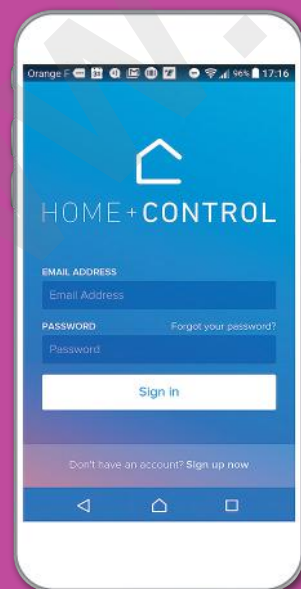 Orange F 96% 17:16
HOME + CONTROL
EMAIL ADDRESS
Email Address
PASSWORD Forgot your password?
Password
Sign in
Don't have an account? Sign up now